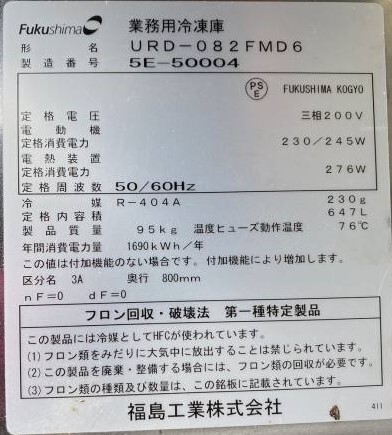 Fukushima 業務用冷凍庫
形名 URD-082FMD6
製造番号 5E-50004
PS E FUKUSHIMA KOGYO
定格電圧 三相200V
電動機
定格消費電力 230/245W
電熱装置
定格消費電力 276W
定格周波数 50/60Hz
冷媒 R-404A 230g
定格内容積 647L
製品質量 95kg 温度ヒューズ動作温度 76℃
年間消費電力量 1690kWh/年
この値は付加機能のない場合です。付加機能により増加します。
区分名 3A 奥行 800mm
nF=0 dF=0
フロン回収・破壊法 第一種特定製品
この製品には冷媒としてHFCが使われています。
(1)フロン類をみだりに大気中に放出することは禁じられています。
(2)この製品を廃棄・整備する場合には、フロン類の回収が必要です。
(3)フロン類の種類及び数量は、この銘板に記載されています。
福島工業株式会社
411